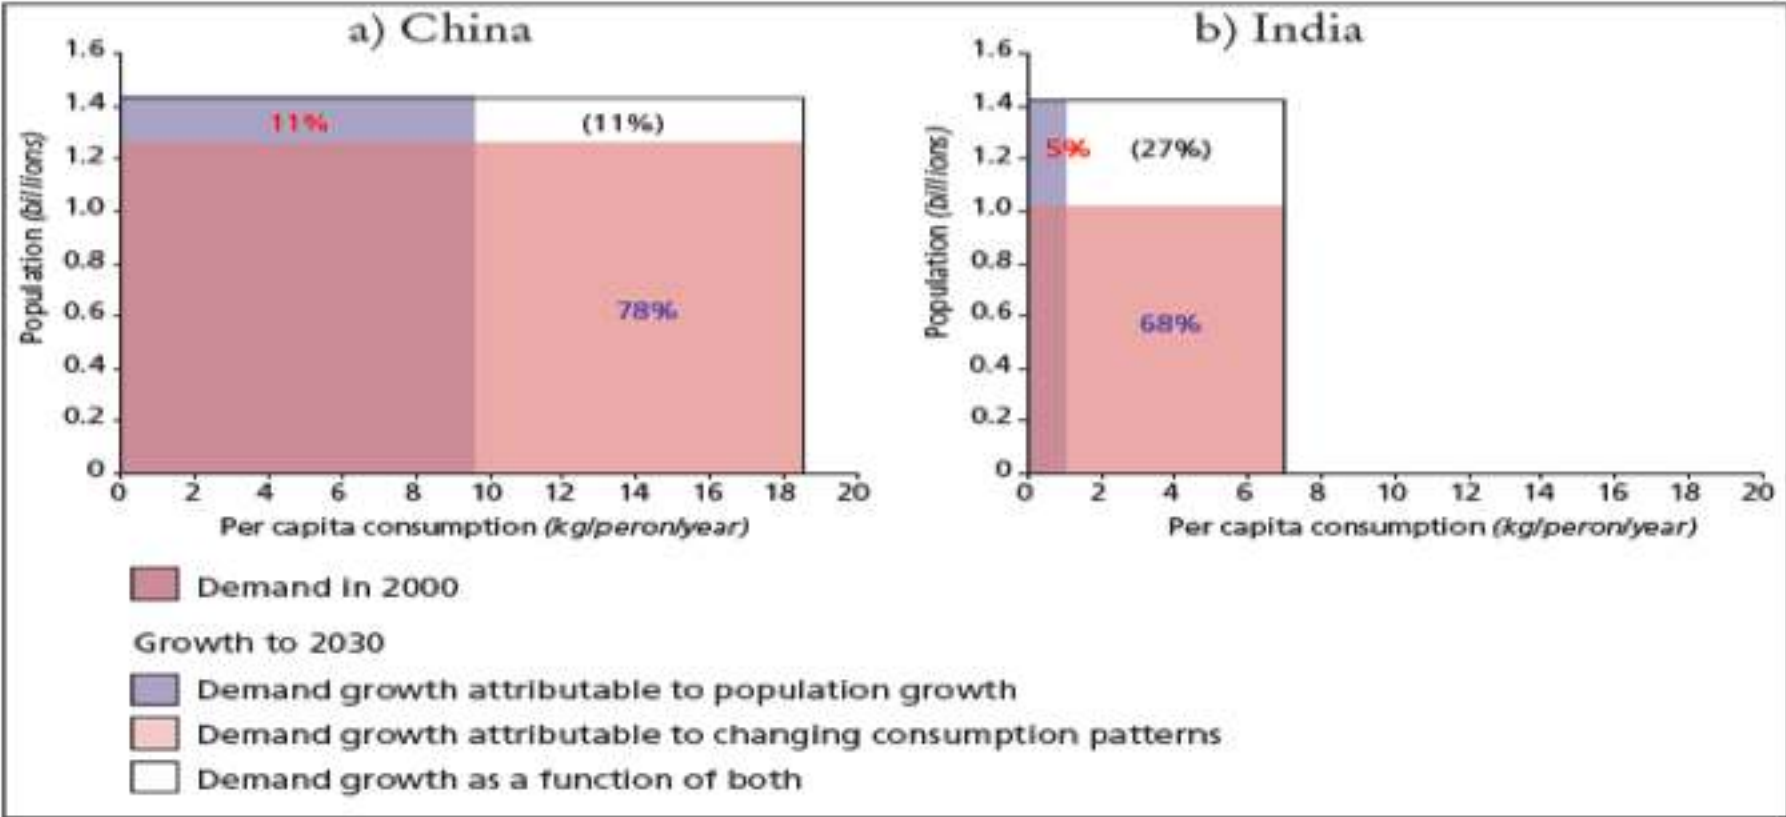 a) China
1.6
1.4
1.2
1.0
0.8
0.6
0.4
0.2
0
Population (billions)
11%
(11%)
78%
0 2 4 6 8 10 12 14 16 18 20
Per capita consumption (kg/peron/year)
b) India
1.6
1.4
1.2
1.0
0.8
0.6
0.4
0.2
0
Population (billions)
5%
(27%)
68%
0 2 4 6 8 10 12 14 16 18 20
Per capita consumption (kg/peron/year)
Demand in 2000
Growth to 2030
Demand growth attributable to population growth
Demand growth attributable to changing consumption patterns
Demand growth as a function of both